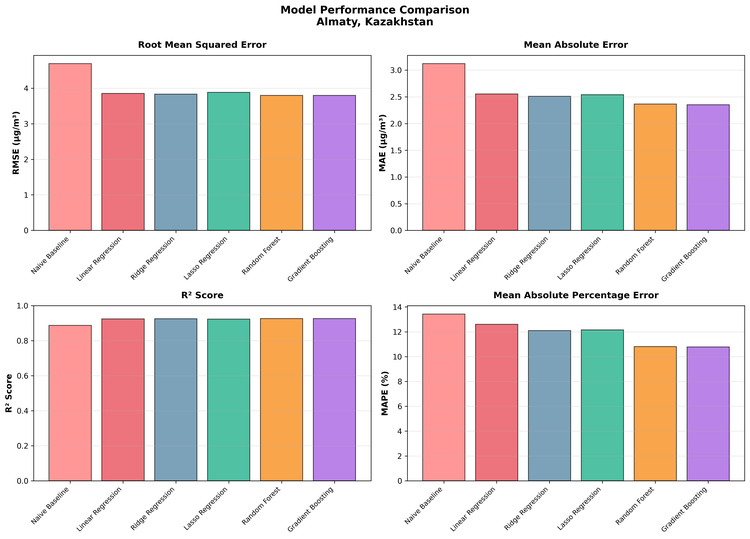 Model Performance Comparison
Almaty, Kazakhstan
Root Mean Squared Error
RMSE (µg/m³)
4
3
2
1
0
Naive Baseline
Linear Regression
Ridge Regression
Lasso Regression
Random Forest
Gradient Boosting
Mean Absolute Error
MAE (µg/m³)
3.0
2.5
2.0
1.5
1.0
0.5
0.0
Naive Baseline
Linear Regression
Ridge Regression
Lasso Regression
Random Forest
Gradient Boosting
R² Score
R² Score
1.0
0.8
0.6
0.4
0.2
0.0
Naive Baseline
Linear Regression
Ridge Regression
Lasso Regression
Random Forest
Gradient Boosting
Mean Absolute Percentage Error
MAPE (%)
14
12
10
8
6
4
2
0
Naive Baseline
Linear Regression
Ridge Regression
Lasso Regression
Random Forest
Gradient Boosting